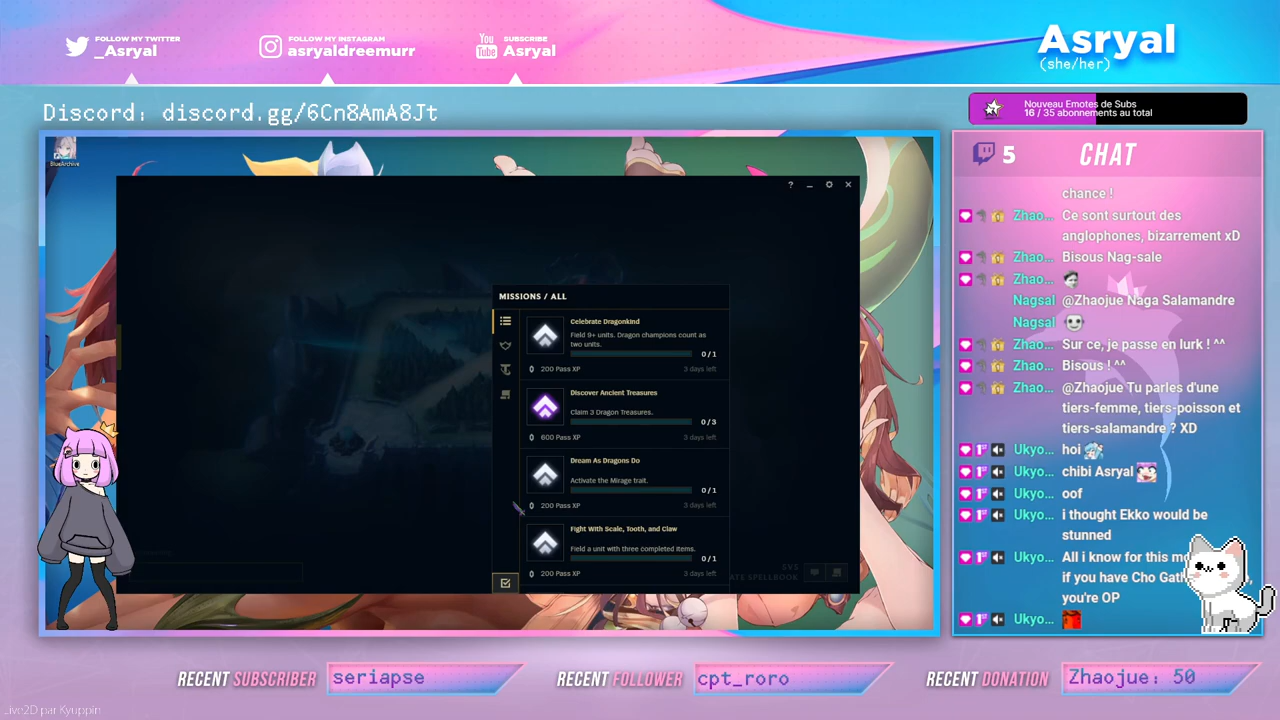 FOLLOW MY TWITTER
_Asryal
FOLLOW MY INSTAGRAM
asryaldreemurr
You Tube
SUBSCRIBE
Asryal
Asryal
(she/her)
Discord: discord.gg/6Cn8AmA8Jt
Nouveau Emotes de Subs
16 / 35 abonnements au total
BlueArchive
?
MISSIONS / ALL
Celebrate Dragonkind
Field 9+ units. Dragon champions count as
two units.
0/1
200 Pass XP
3 days left
Discover Ancient Treasures
Claim 3 Dragon Treasures.
0/3
600 Pass XP
3 days left
Dream As Dragons Do
Activate the Mirage trait.
0/1
200 Pass XP
3 days left
Fight With Scale, Tooth, and Claw
Field a unit with three completed items.
0/1
200 Pass XP
3 days left
5V5
ATE SPELLBOOK
5
CHAT
chance !
Zhao... Ce sont surtout des
anglophones, bizarrement xD
Zhao... Bisous Nag-sale
Zhao...
Nagsal @Zhaojue Naga Salamandre
Nagsal
Zhao... Sur ce, je passe en lurk ! ^^
Zhao... Bisous ! ^^
Zhao... @Zhaojue Tu parles d'une
tiers-femme, tiers-poisson et
tiers-salamandre ? XD
Ukyo... hoi
Ukyo... chibi Asryal
Ukyo... oof
Ukyo... i thought Ekko would be
stunned
Ukyo... All i know for this m
if you have Cho Gath
you're OP
Ukyo...
RECENT SUBSCRIBER
seriapse
RECENT FOLLOWER
cpt_roro
RECENT DONATION
Zhaojue: 50
Live2D par Kyuppin